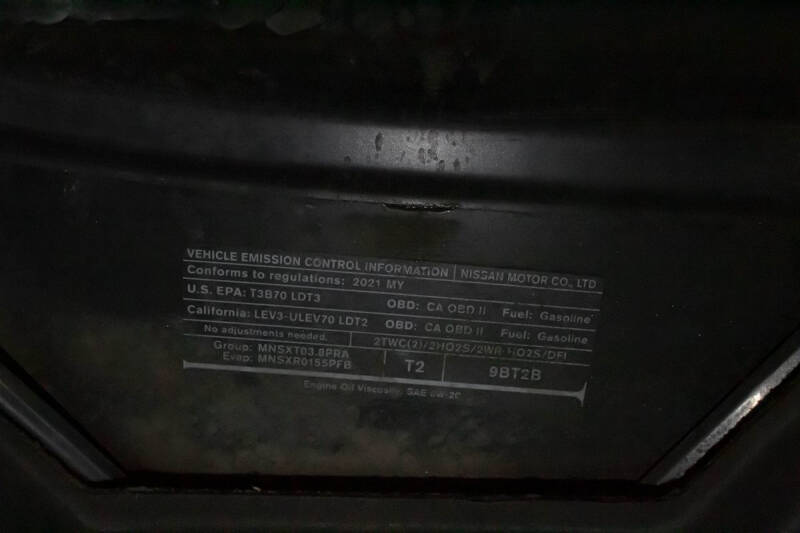 VEHICLE EMISSION CONTROL INFORMATION | NISSAN MOTOR CO., LTD
Conforms to regulations: 2021 MY
U.S. EPA: T3B70 LDT3 OBD: CA OBD II Fuel: Gasoline
California: LEV3-ULEV70 LDT2 OBD: CA OBD II Fuel: Gasoline
No adjustments needed. 2TWC(2)/2HO2S/2WR-HO2S/DFI
Group: MNSXT03.8PRA
Evap: MNSXR0155PFB T2 9BT2B
Engine Oil Viscosity: SAE 0W-20